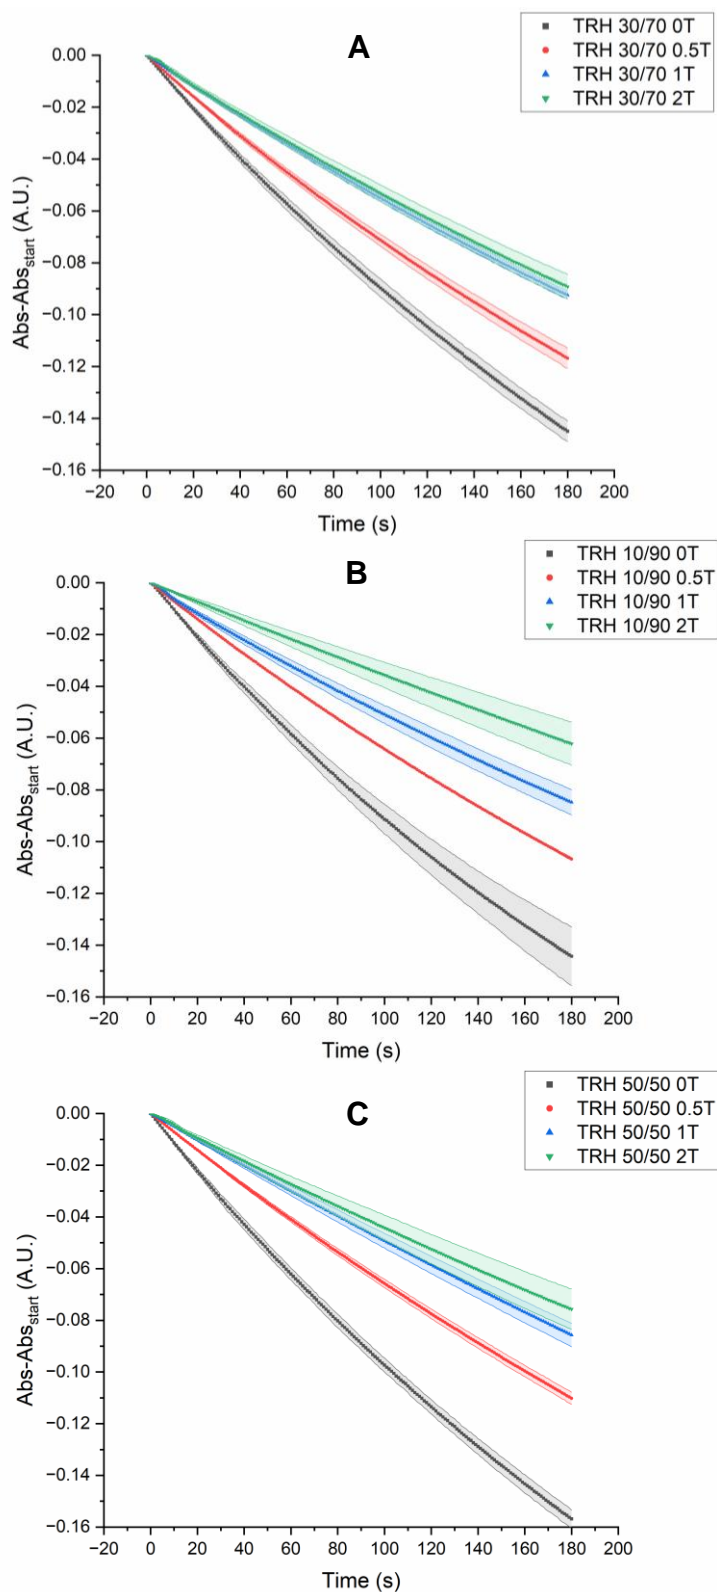 A
TRH 30/70 0T
TRH 30/70 0.5T
TRH 30/70 1T
TRH 30/70 2T
0.00
−0.02
−0.04
−0.06
−0.08
−0.10
−0.12
−0.14
−0.16
Abs-Absstart (A.U.)
−20 0 20 40 60 80 100 120 140 160 180 200
Time (s)
B
TRH 10/90 0T
TRH 10/90 0.5T
TRH 10/90 1T
TRH 10/90 2T
0.00
−0.02
−0.04
−0.06
−0.08
−0.10
−0.12
−0.14
−0.16
Abs-Absstart (A.U.)
−20 0 20 40 60 80 100 120 140 160 180 200
Time (s)
C
TRH 50/50 0T
TRH 50/50 0.5T
TRH 50/50 1T
TRH 50/50 2T
0.00
−0.02
−0.04
−0.06
−0.08
−0.10
−0.12
−0.14
−0.16
Abs-Absstart (A.U.)
−20 0 20 40 60 80 100 120 140 160 180 200
Time (s)